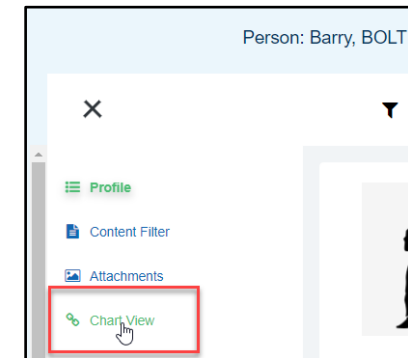 Person: Barry, BOLT
Profile
Content Filter
Attachments
Chart View